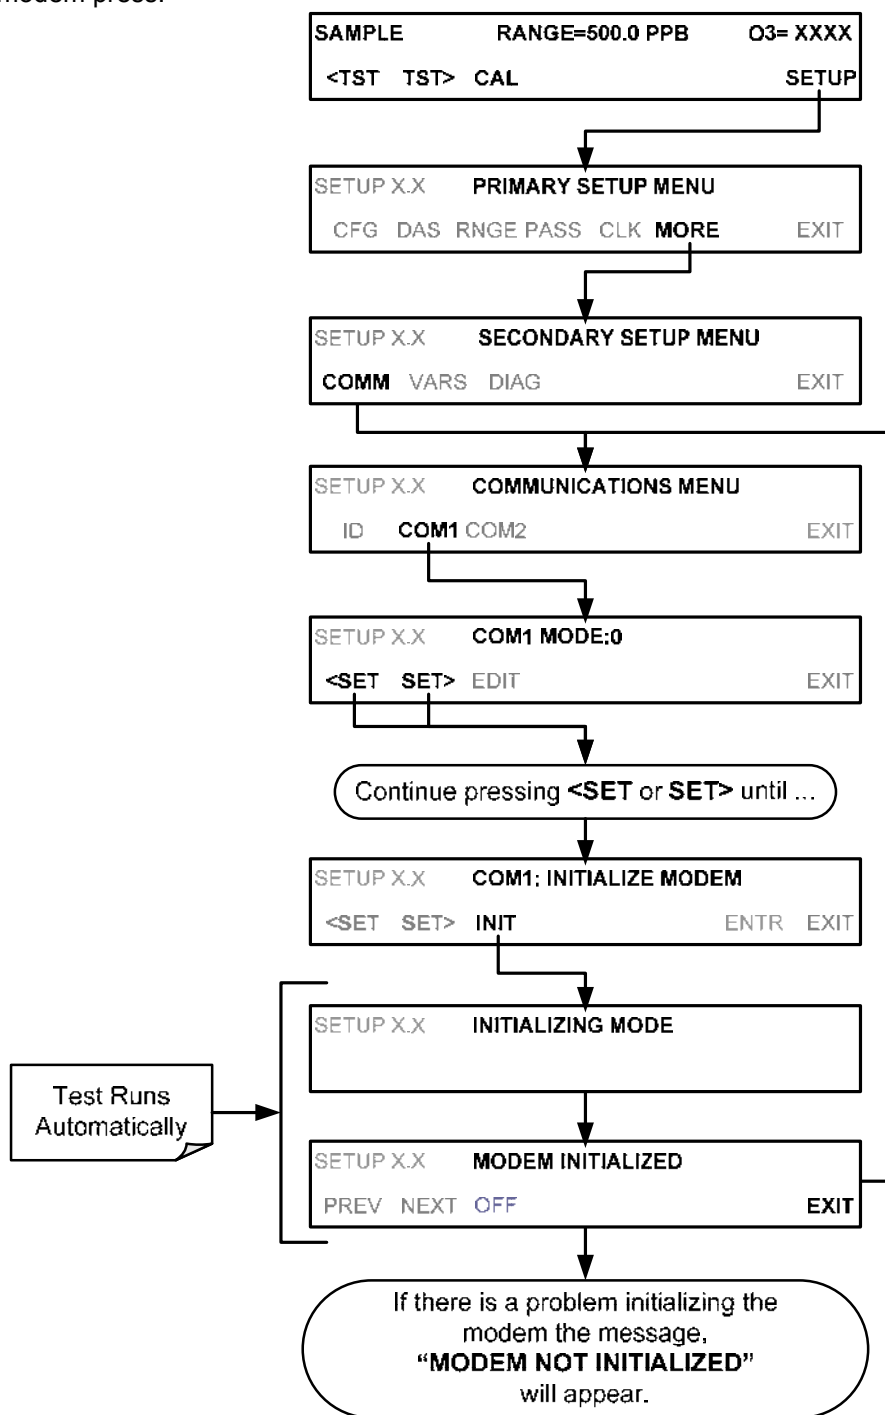 modem press:
SAMPLE RANGE=500.0 PPB O3= XXXX
<TST TST> CAL SETUP
SETUP X.X PRIMARY SETUP MENU
CFG DAS RNGE PASS CLK MORE EXIT
SETUP X.X SECONDARY SETUP MENU
COMM VARS DIAG EXIT
SETUP X.X COMMUNICATIONS MENU
ID COM1 COM2 EXIT
SETUP X.X COM1 MODE:0
<SET SET> EDIT EXIT
Continue pressing <SET or SET> until ...
SETUP X.X COM1: INITIALIZE MODEM
<SET SET> INIT ENTR EXIT
SETUP X.X INITIALIZING MODE
Test Runs
Automatically
SETUP X.X MODEM INITIALIZED
PREV NEXT OFF EXIT
If there is a problem initializing the
modem the message,
“MODEM NOT INITIALIZED”
will appear.